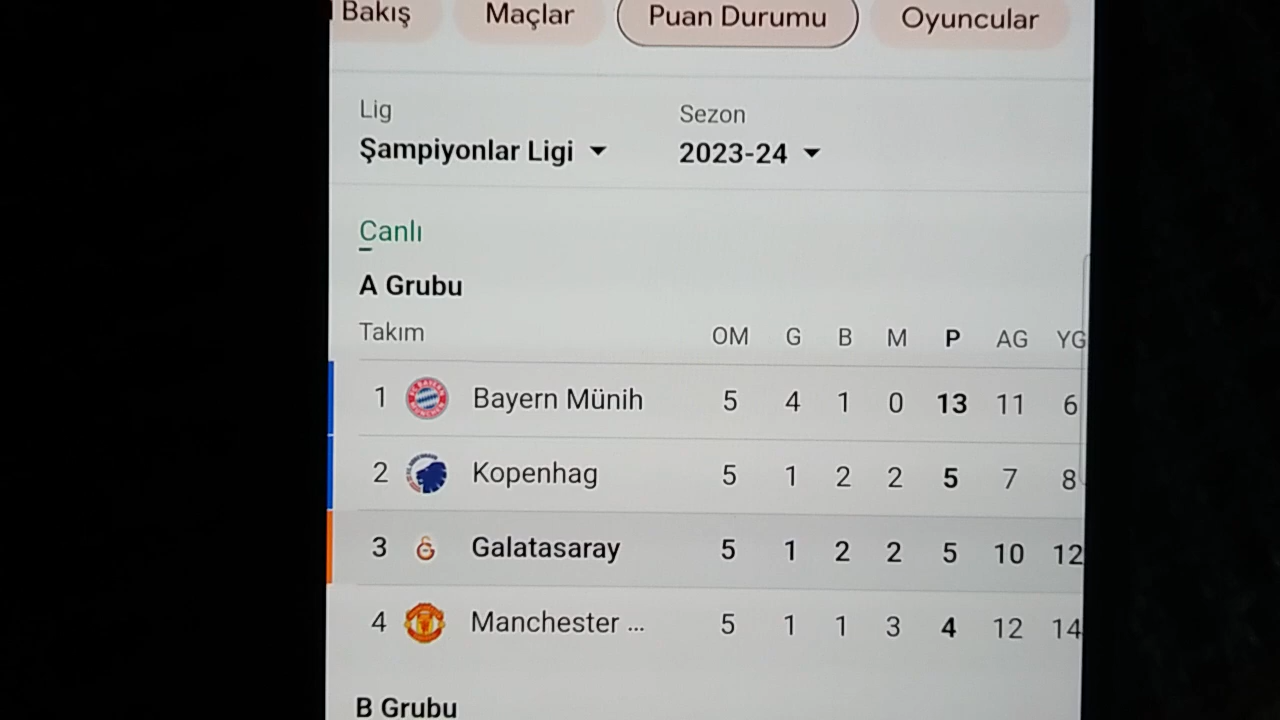 Bakış Maçlar Puan Durumu Oyuncular
Lig Sezon
Şampiyonlar Ligi 2023-24
Canlı
A Grubu
Takım OM G B M P AG YG
1 Bayern Münih 5 4 1 0 13 11 6
2 Kopenhag 5 1 2 2 5 7 8
3 Galatasaray 5 1 2 2 5 10 12
4 Manchester ... 5 1 1 3 4 12 14
B Grubu